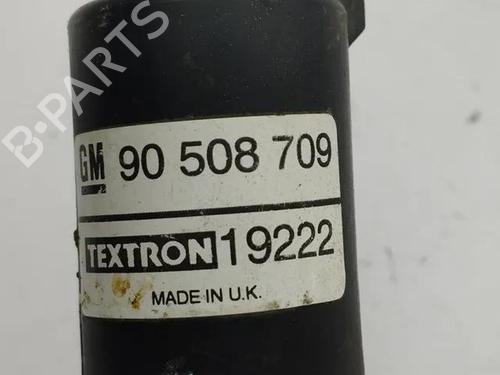 B-PARTS
GM 90 508 709
TEXTRON 19222
MADE IN U.K.